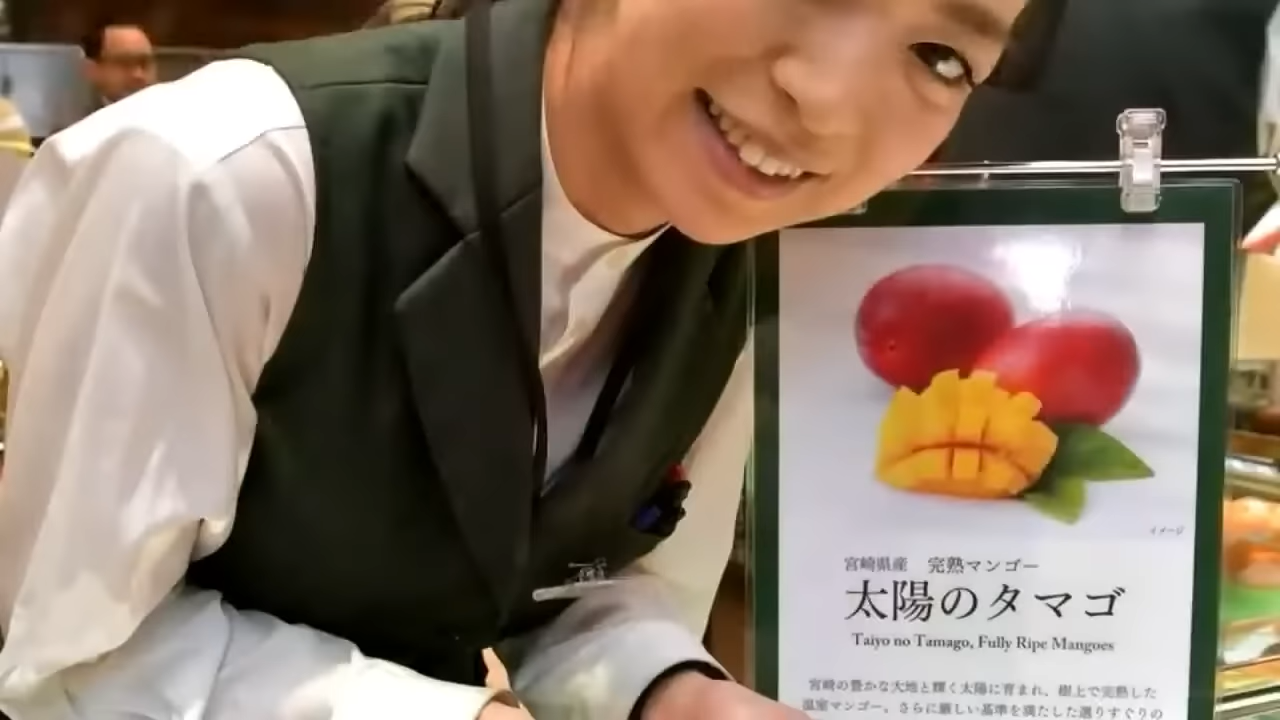 イメージ
宮崎県産 完熟マンゴー
太陽のタマゴ
Taiyo no Tamago, Fully Ripe Mangoes
宮崎の豊かな大地と輝く太陽に育まれ、樹上で完熟した
温室マンゴー。さらに厳しい基準を満たした選りすぐりの